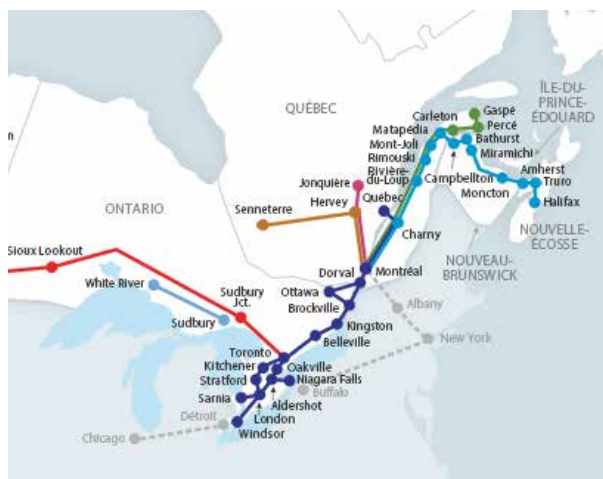 QUÉBEC
Gaspé
Carleton
Percé
ÎLE-DU-
PRINCE-
ÉDOUARD
Matapédia
Bathurst
Mont-Joli
Miramichi
Rimouski
Rivière-
du-Loup
Campbellton
Amherst
Truro
Moncton
Halifax
Jonquière
Québec
Hervey
Senneterre
Charny
NOUVELLE-
ÉCOSSE
NOUVEAU-
BRUNSWICK
ONTARIO
n
Sioux Lookout
Dorval
Montréal
White River
Sudbury
Jct.
Ottawa
Sudbury
Brockville
Albany
Kingston
New York
Belleville
Toronto
Kitchener
Oakville
Stratford
Niagara Falls
Buffalo
Sarnia
Aldershot
Détroit
London
Chicago
Windsor